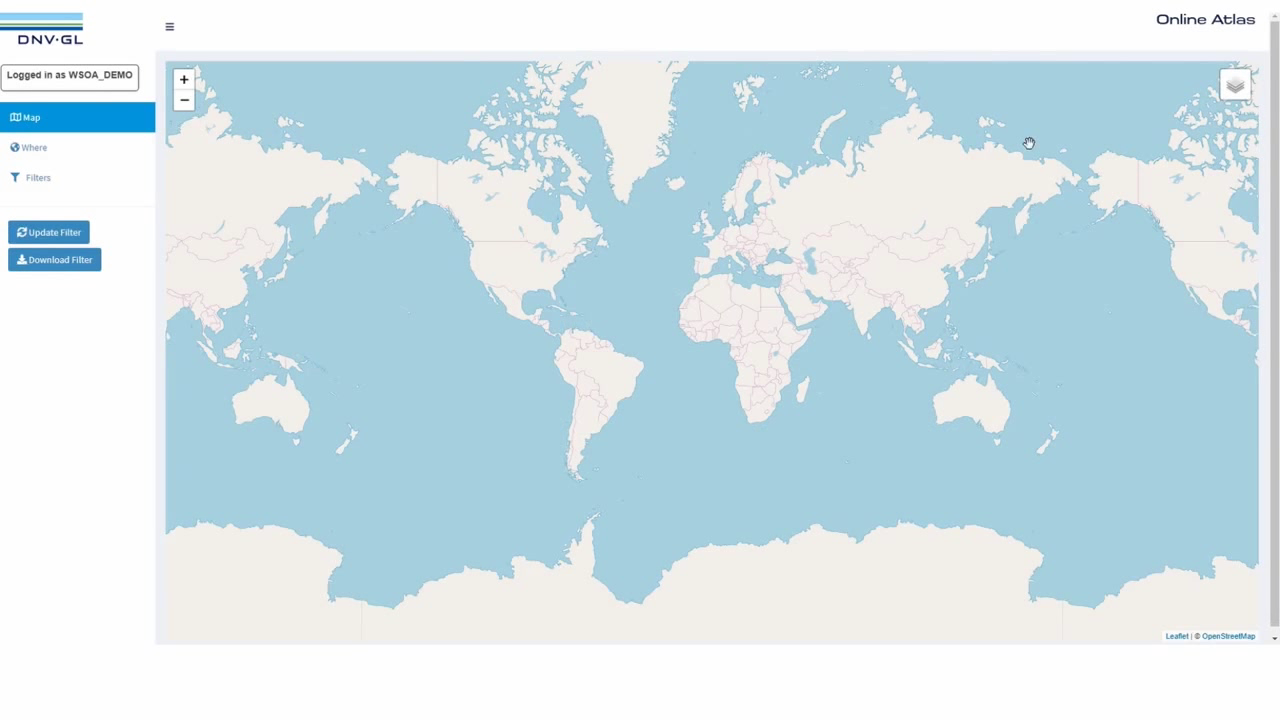 DNV·GL
Online Atlas
Logged in as WSOA_DEMO
+
−
Map
Where
Filters
Update Filter
Download Filter
Leaflet | © OpenStreetMap